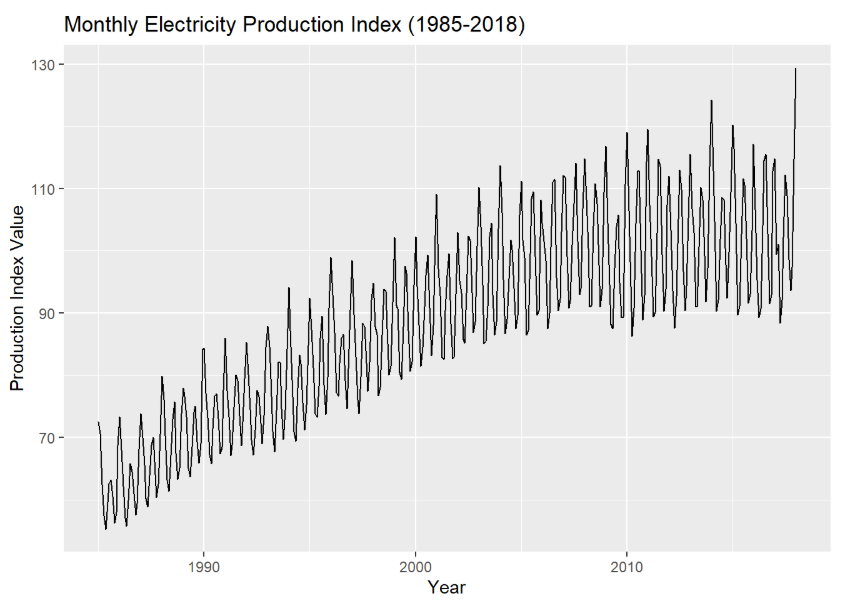 Monthly Electricity Production Index (1985-2018)
130
110
90
70
Production Index Value
1990 2000 2010
Year